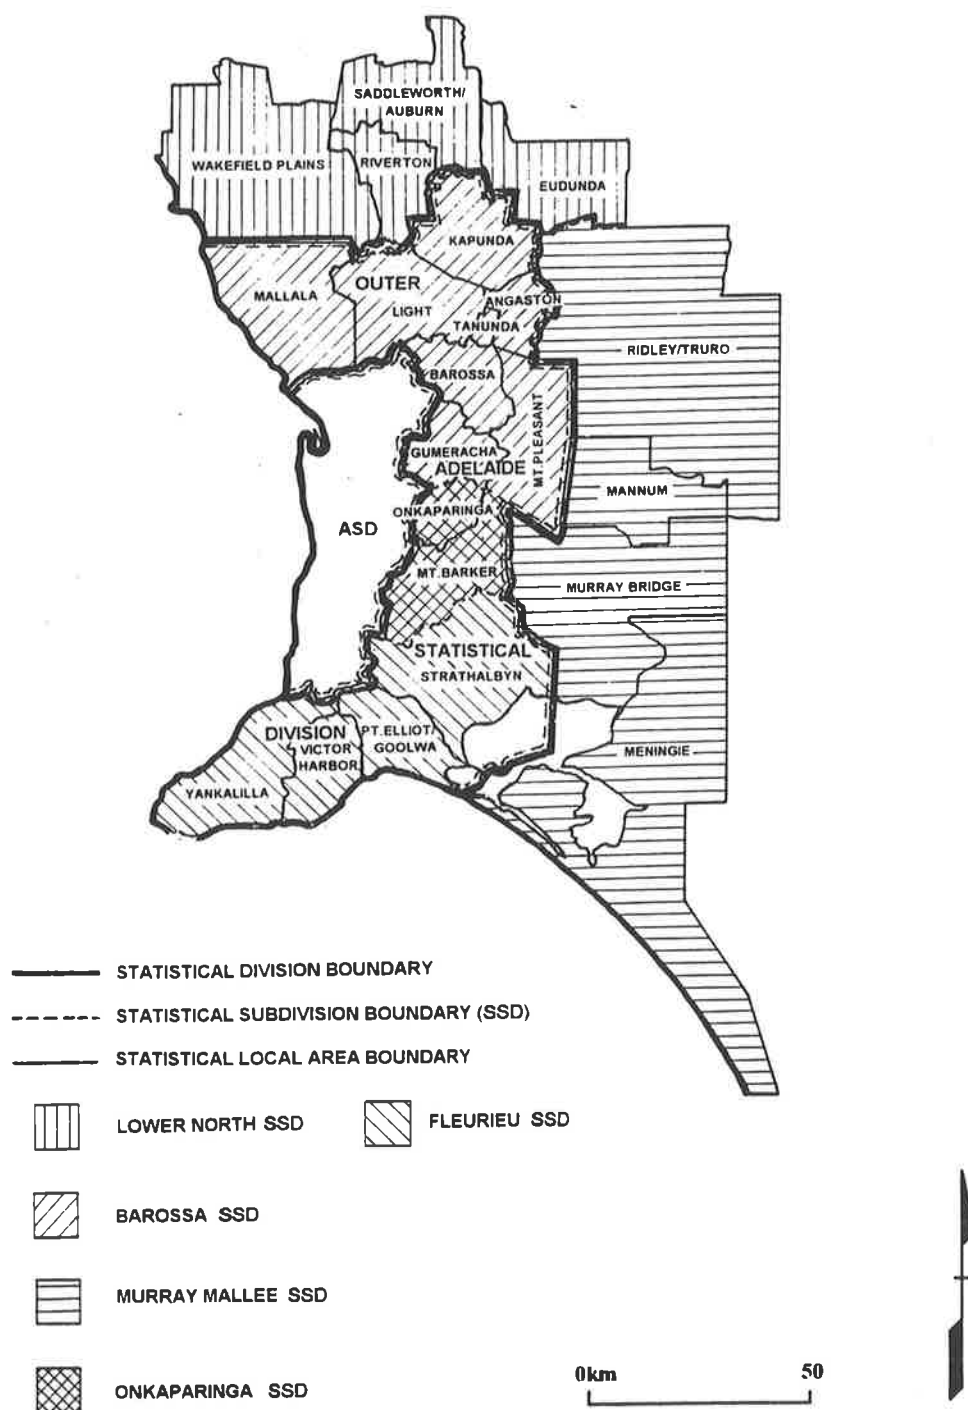 SADDLEWORTH/
AUBURN
WAKEFIELD PLAINS
RIVERTON
EUDUNDA
KAPUNDA
OUTER
MALLALA
LIGHT
ANGASTON
TANUNDA
RIDLEY/TRURO
BAROSSA
MT.PLEASANT
GUMERACHA
ADELAIDE
MANNUM
ONKAPARINGA
ASD
MT.BARKER
MURRAY BRIDGE
STATISTICAL
STRATHALBYN
DIVISION
PT.ELLIOT/
GOOLWA
VICTOR
HARBOR
MENINGIE
YANKALILLA
STATISTICAL DIVISION BOUNDARY
STATISTICAL SUBDIVISION BOUNDARY (SSD)
STATISTICAL LOCAL AREA BOUNDARY
LOWER NORTH SSD
FLEURIEU SSD
BAROSSA SSD
MURRAY MALLEE SSD
ONKAPARINGA SSD
0km 50